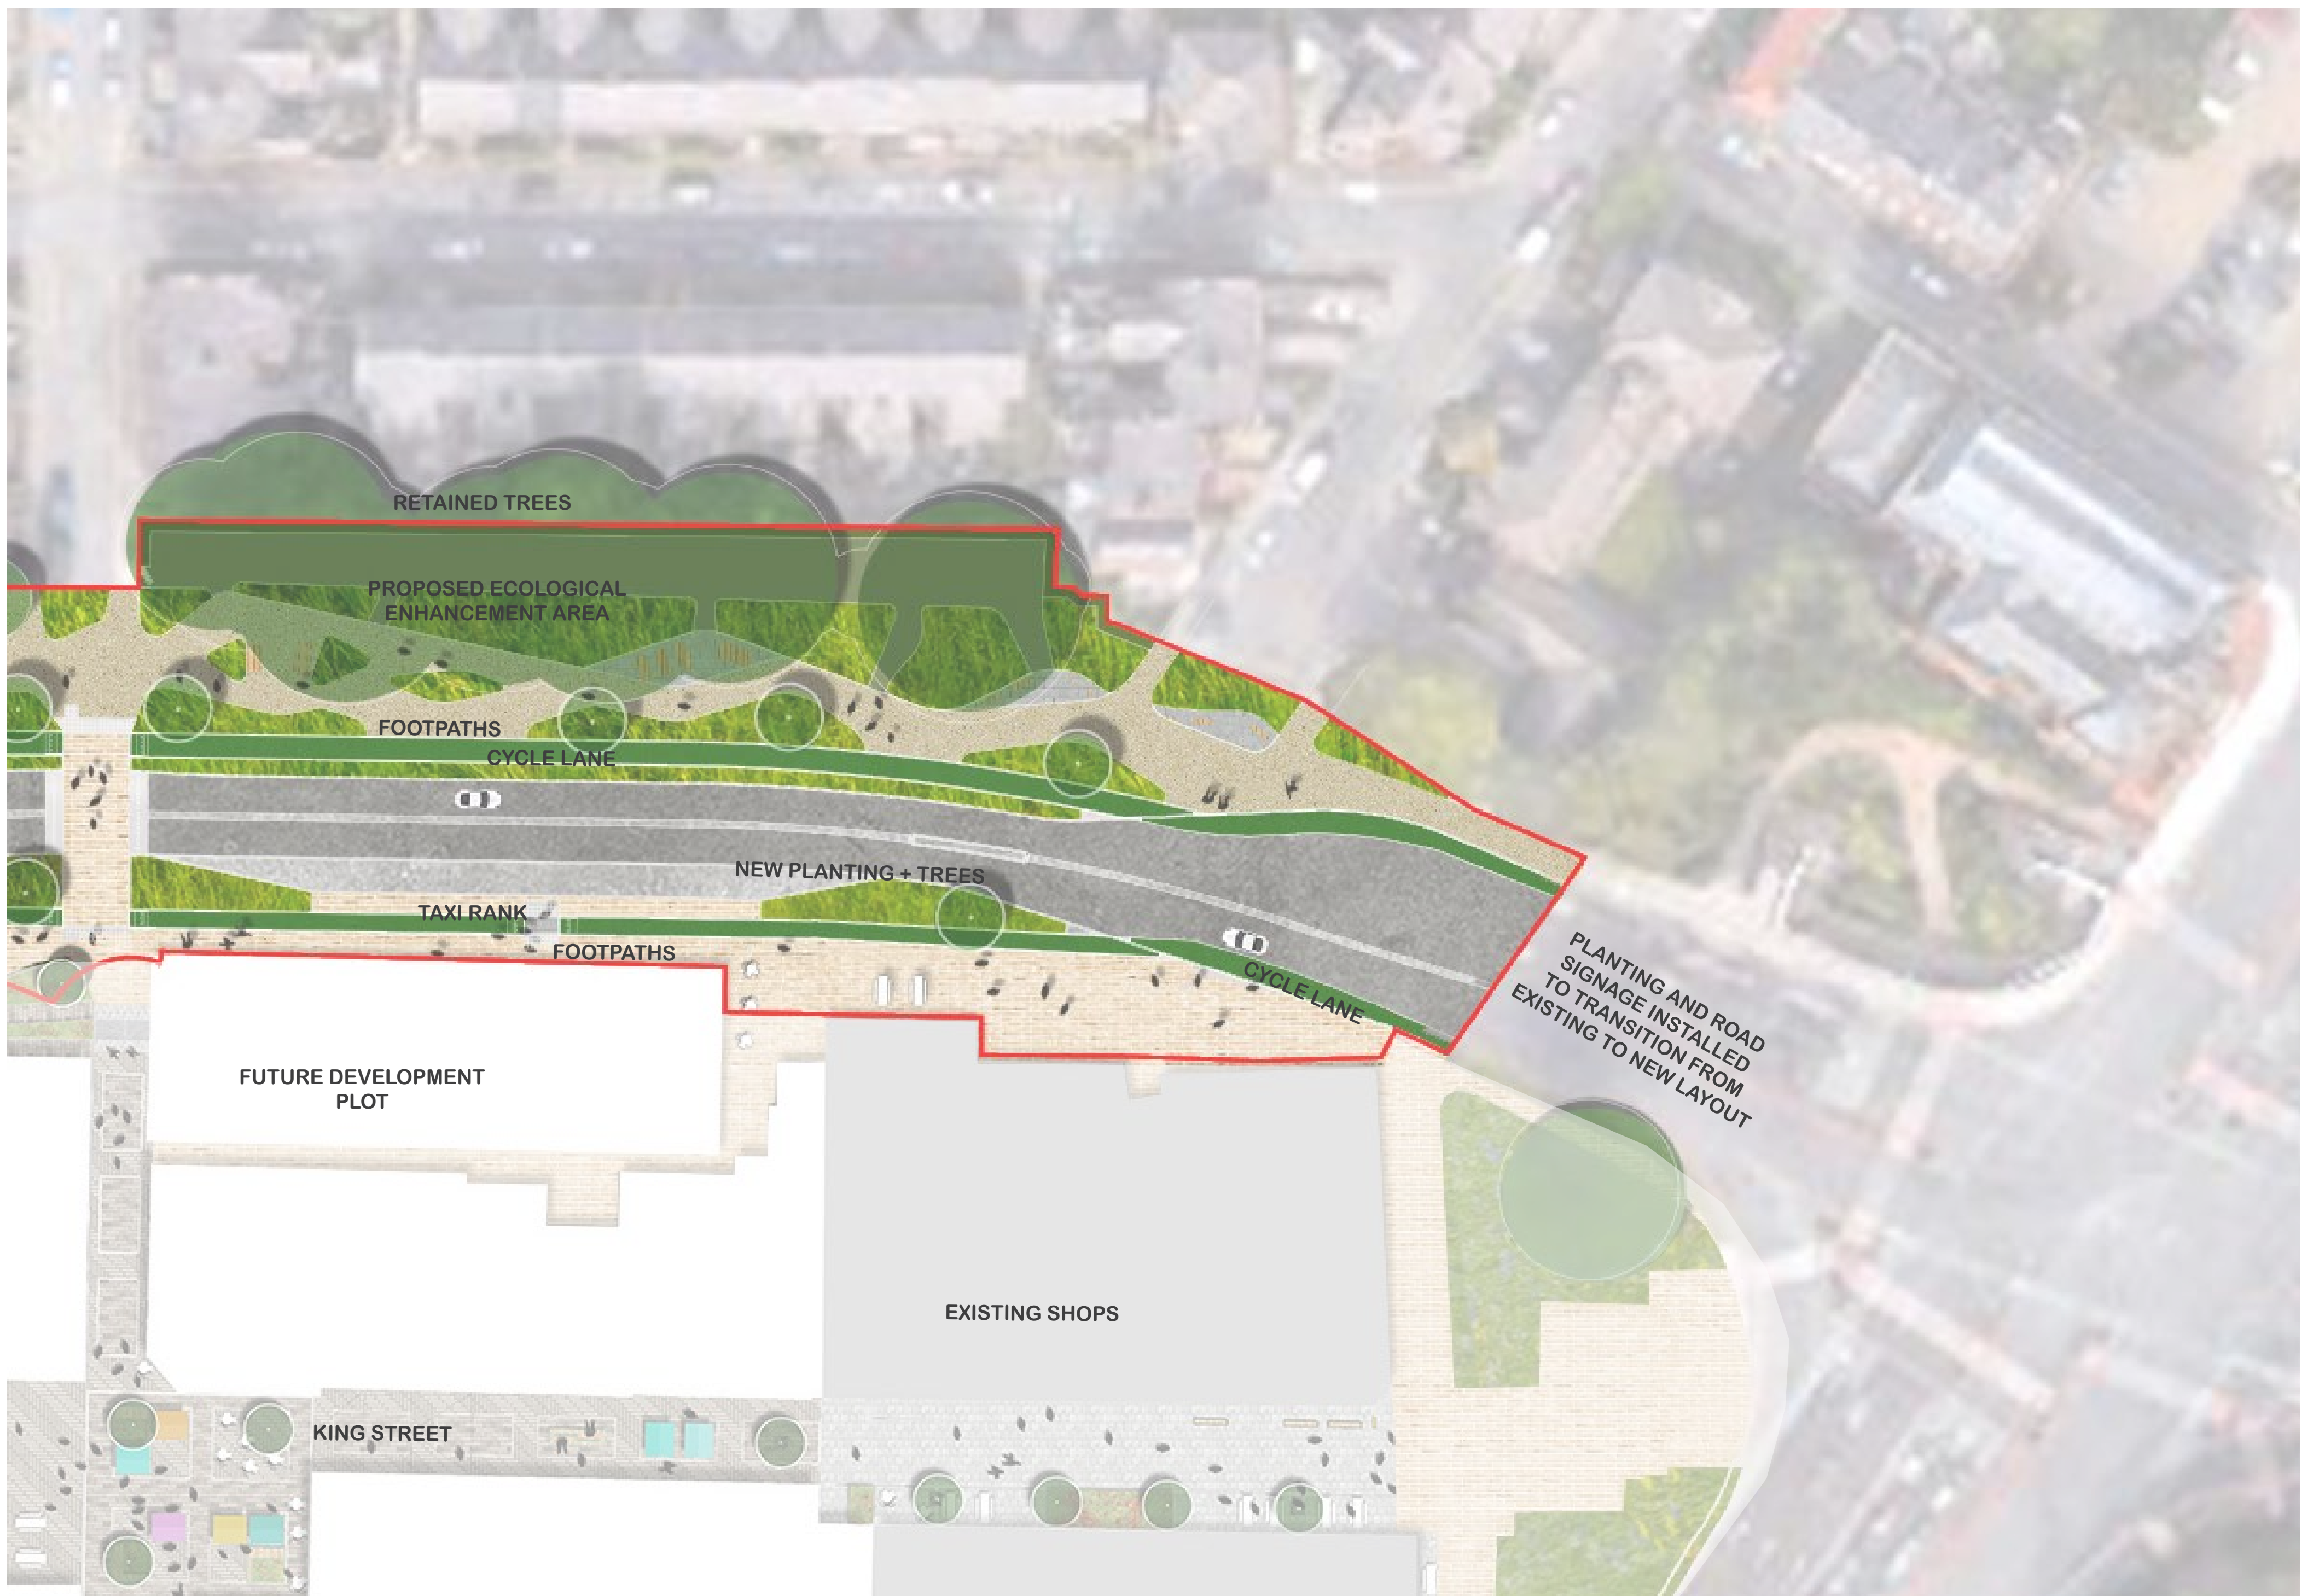 RETAINED TREES
PROPOSED ECOLOGICAL
ENHANCEMENT AREA
FOOTPATHS
CYCLE LANE
NEW PLANTING + TREES
TAXI RANK
FOOTPATHS
CYCLE LANE
PLANTING AND ROAD
SIGNAGE INSTALLED
TO TRANSITION FROM
EXISTING TO NEW LAYOUT
FUTURE DEVELOPMENT
PLOT
EXISTING SHOPS
KING STREET